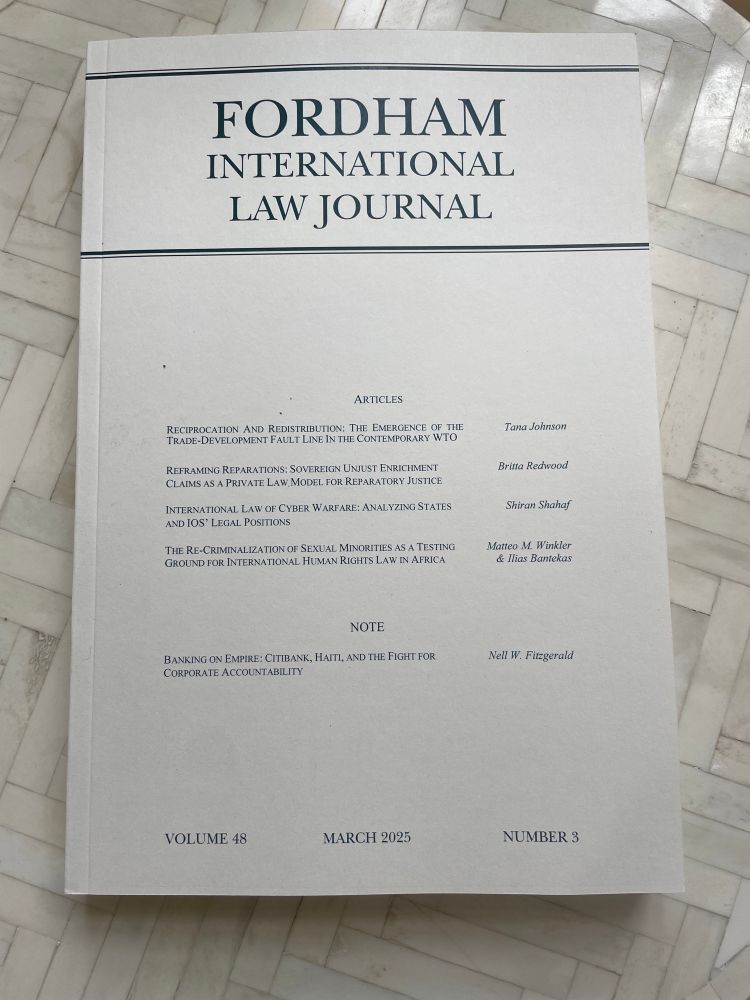 FORDHAM
INTERNATIONAL
LAW JOURNAL
ARTICLES
RECIPROCATION AND REDISTRIBUTION: THE EMERGENCE OF THE
TRADE-DEVELOPMENT FAULT LINE IN THE CONTEMPORARY WTO
Tana Johnson
REFRAMING REPARATIONS: SOVEREIGN UNJUST ENRICHMENT
CLAIMS AS A PRIVATE LAW MODEL FOR REPARATORY JUSTICE
Britta Redwood
INTERNATIONAL LAW OF CYBER WARFARE: ANALYZING STATES
AND IOS' LEGAL POSITIONS
Shiran Shahaf
THE RE-CRIMINALIZATION OF SEXUAL MINORITIES AS A TESTING
GROUND FOR INTERNATIONAL HUMAN RIGHTS LAW IN AFRICA
Matteo M. Winkler
& Ilias Bantekas
NOTE
BANKING ON EMPIRE: CITIBANK, HAITI, AND THE FIGHT FOR
CORPORATE ACCOUNTABILITY
Nell W. Fitzgerald
VOLUME 48 MARCH 2025 NUMBER 3